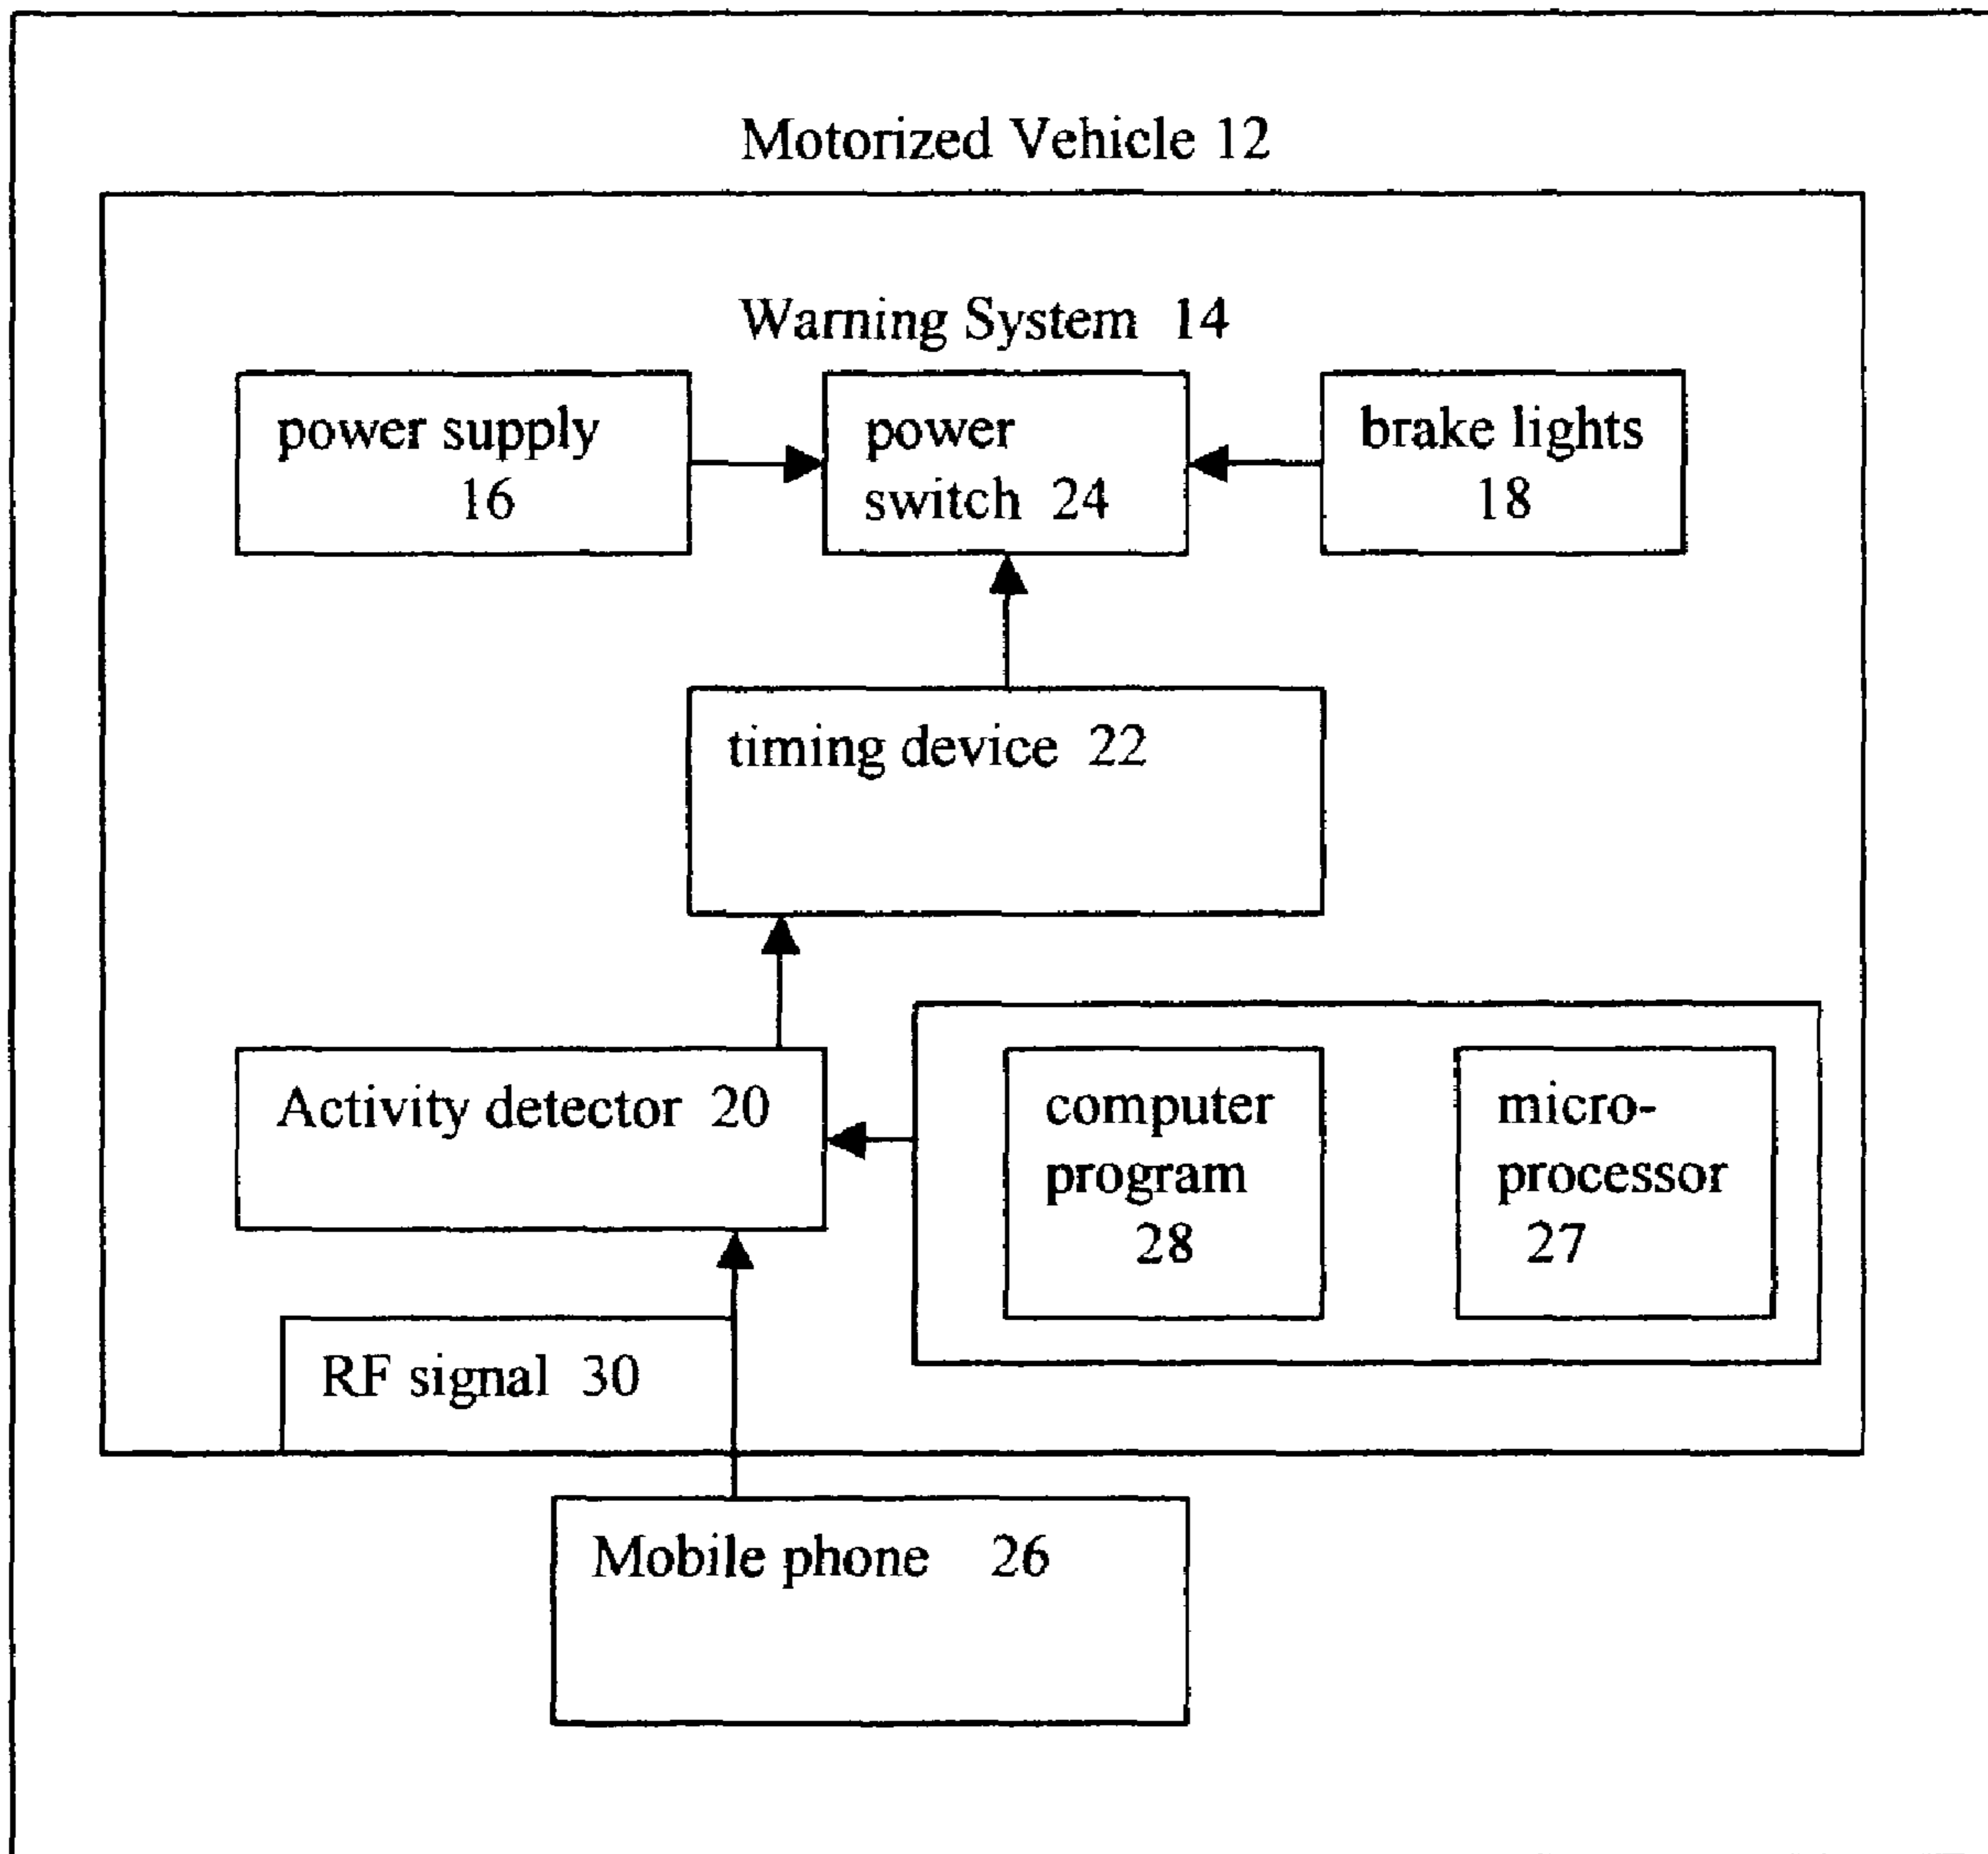 Motorized Vehicle 12
Warning System 14
power supply
16
power
switch 24
brake lights
18
timing device 22
Activity detector 20
computer
program
28
micro-
processor
27
RF signal 30
Mobile phone 26